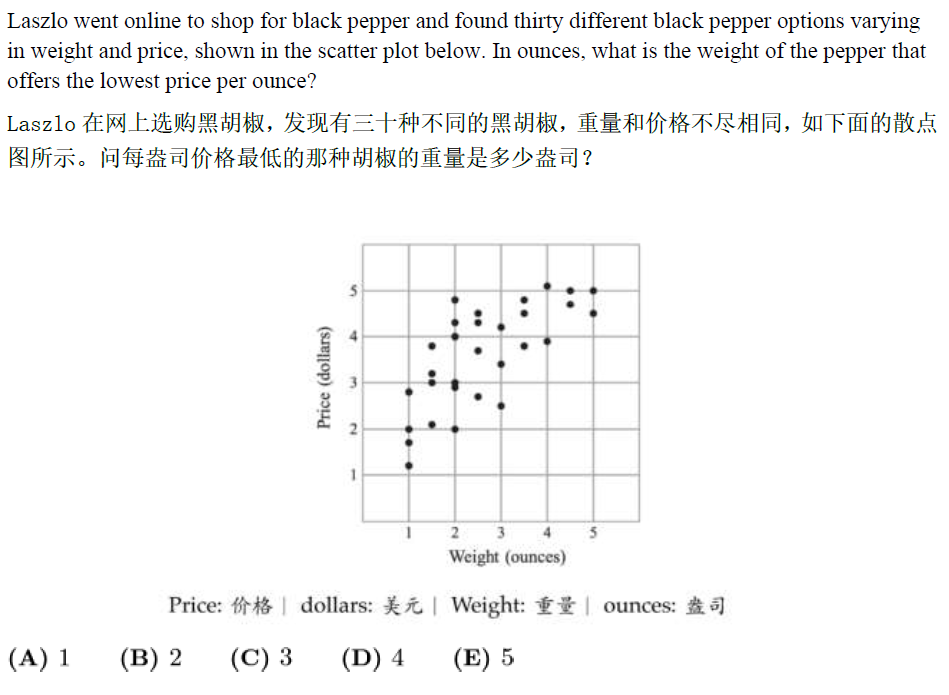 Laszlo went online to shop for black pepper and found thirty different black pepper options varying
in weight and price, shown in the scatter plot below. In ounces, what is the weight of the pepper that
offers the lowest price per ounce?
Laszlo 在网上选购黑胡椒，发现有三十种不同的黑胡椒，重量和价格不尽相同，如下面的散点
图所示。问每盎司价格最低的那种胡椒的重量是多少盎司？
5
4
3
2
1
Price (dollars)
1 2 3 4 5
Weight (ounces)
Price: 价格 | dollars: 美元 | Weight: 重量 | ounces: 盎司
(A) 1 (B) 2 (C) 3 (D) 4 (E) 5